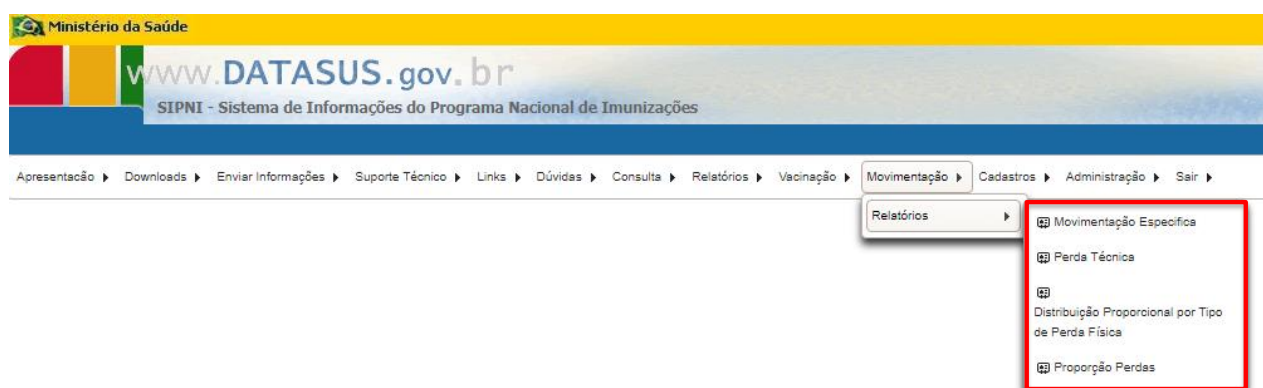 Ministério da Saúde
www.DATASUS.gov.br
SIPNI - Sistema de Informações do Programa Nacional de Imunizações
Apresentacão Downloads Enviar Informações Suporte Técnico Links Dúvidas Consulta Relatórios Vacinação Movimentação Cadastros Administração Sair
Relatórios
Movimentação Especifica
Perda Técnica
Distribuição Proporcional por Tipo
de Perda Física
Proporção Perdas